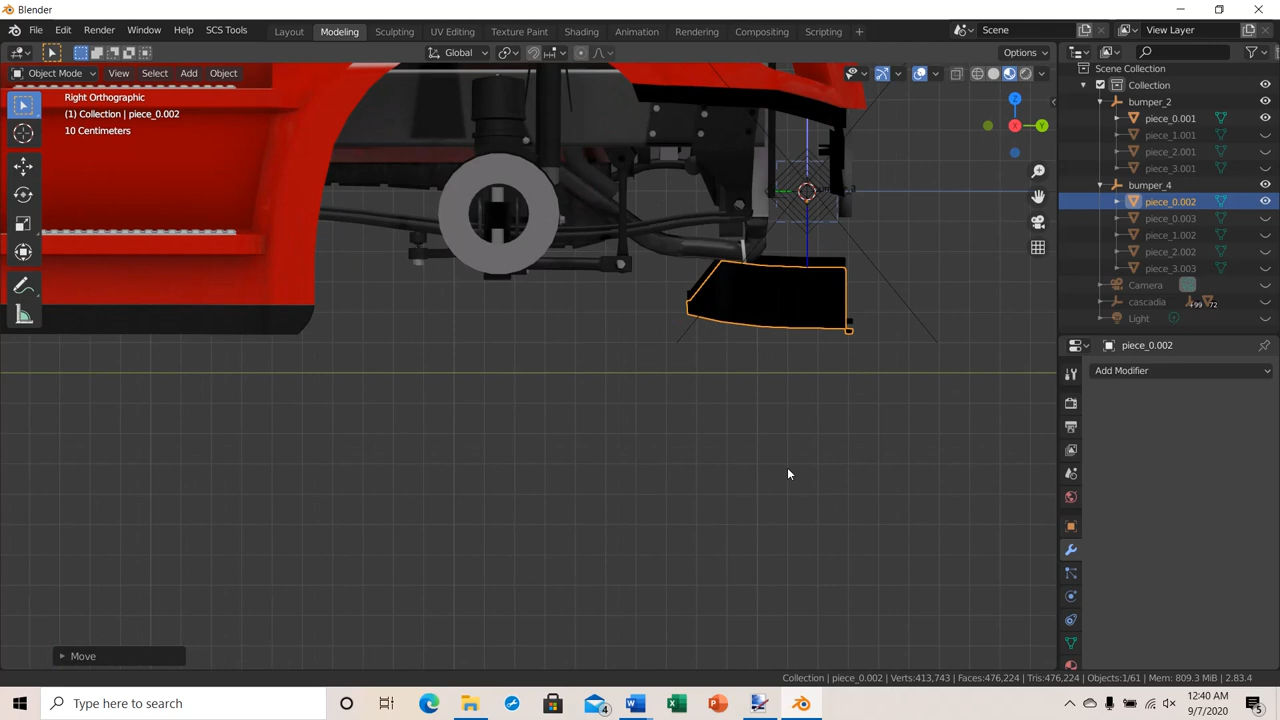 Blender
File Edit Render Window Help SCS Tools
Layout Modeling Sculpting UV Editing Texture Paint Shading Animation Rendering Compositing Scripting +
Scene
View Layer
Global
Options
Object Mode View Select Add Object
Right Orthographic
(1) Collection | piece_0.002
10 Centimeters
Z
X
Y
Scene Collection
Collection
bumper_2
piece_0.001
piece_1.001
piece_2.001
piece_3.001
bumper_4
piece_0.002
piece_0.003
piece_1.002
piece_2.002
piece_3.003
Camera
cascadia +99 72
Light
piece_0.002
Add Modifier
Move
Collection | piece_0.002 | Verts:413,743 | Faces:476,224 | Tris:476,224 | Objects:1/61 | Mem: 809.3 MiB | 2.83.4
Type here to search
4
12:40 AM
9/7/2020
5